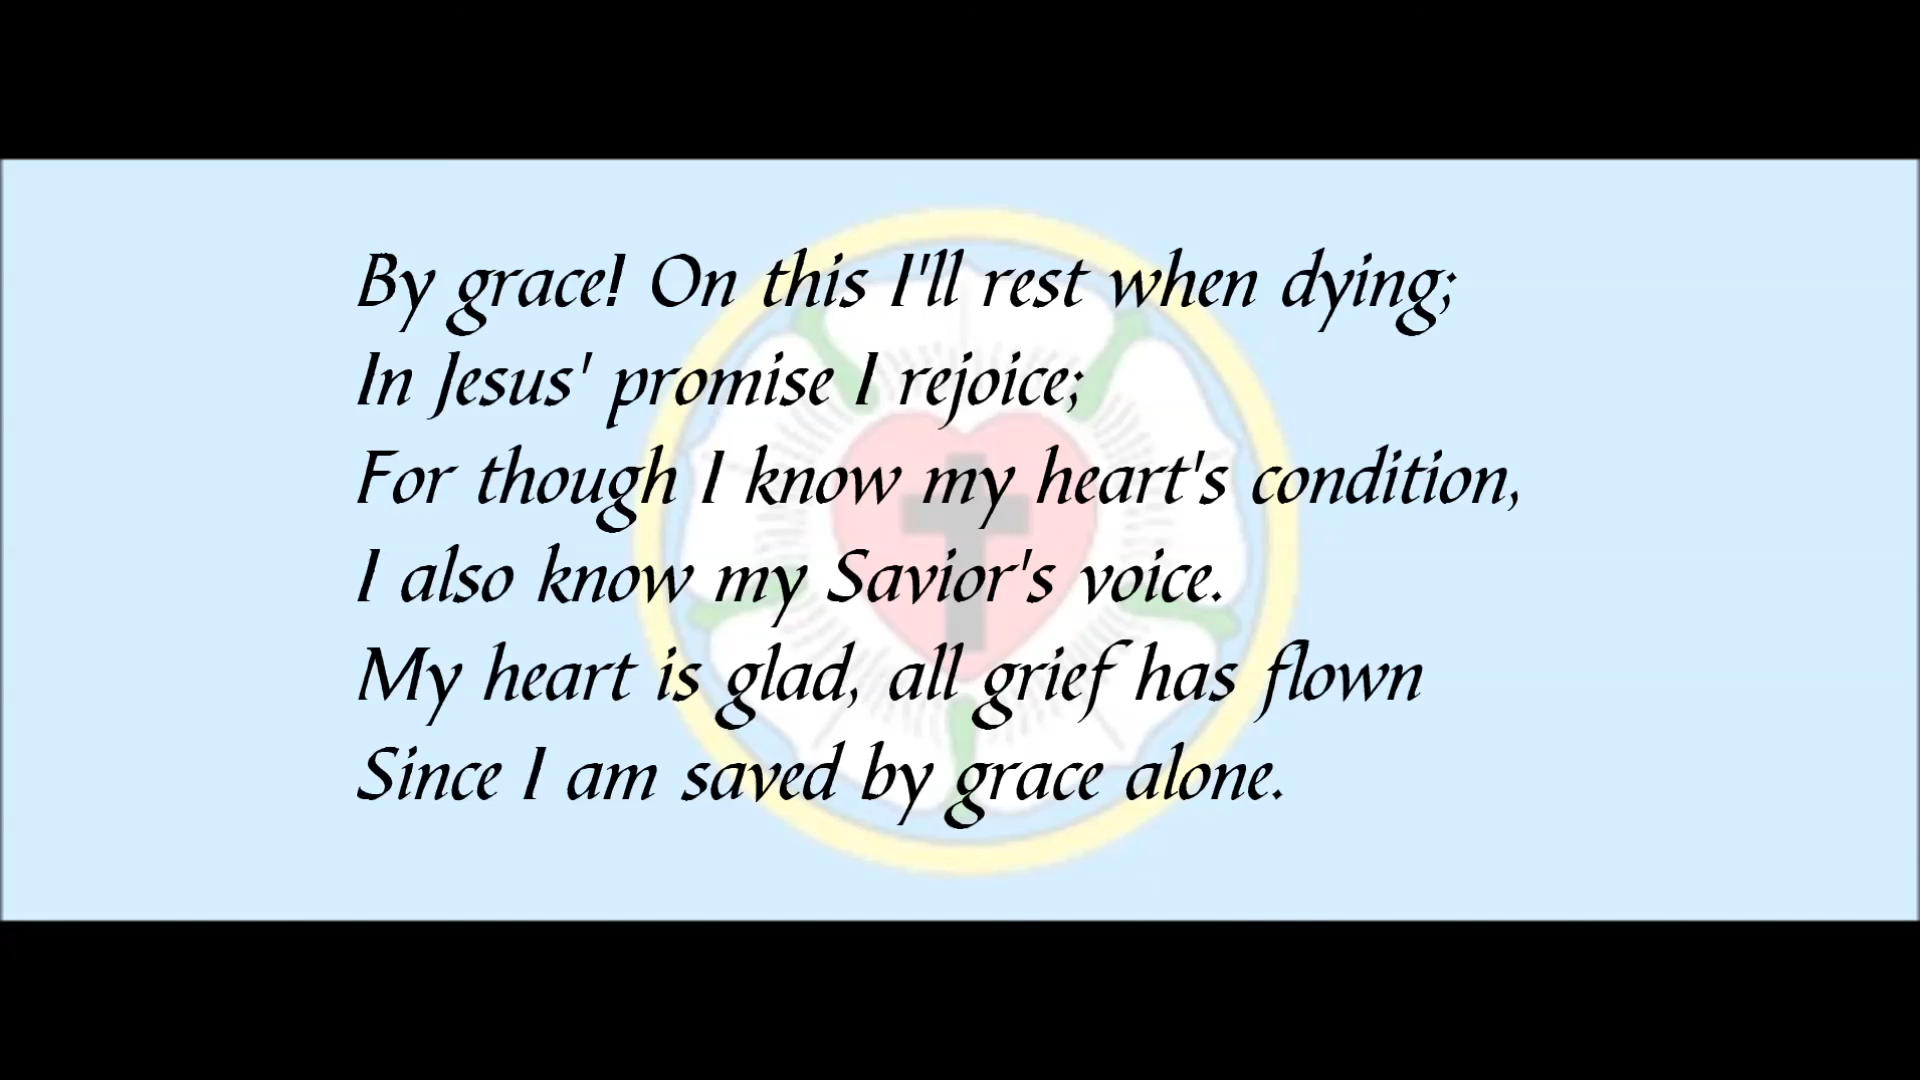 By grace! On this I'll rest when dying;
In Jesus' promise I rejoice;
For though I know my heart's condition,
I also know my Savior's voice.
My heart is glad, all grief has flown
Since I am saved by grace alone.